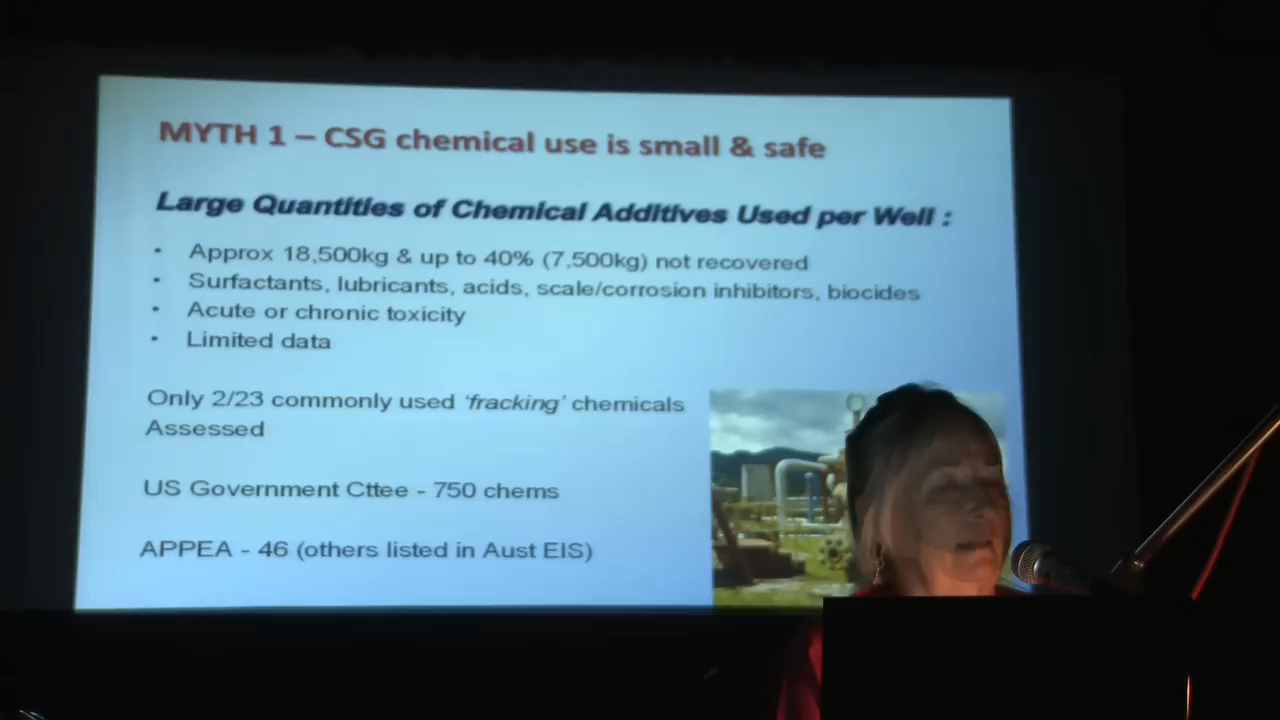 MYTH 1 – CSG chemical use is small & safe
Large Quantities of Chemical Additives Used per Well :
• Approx 18,500kg & up to 40% (7,500kg) not recovered
• Surfactants, lubricants, acids, scale/corrosion inhibitors, biocides
• Acute or chronic toxicity
• Limited data
Only 2/23 commonly used ‘fracking’ chemicals
Assessed
US Government Cttee - 750 chems
APPEA - 46 (others listed in Aust EIS)